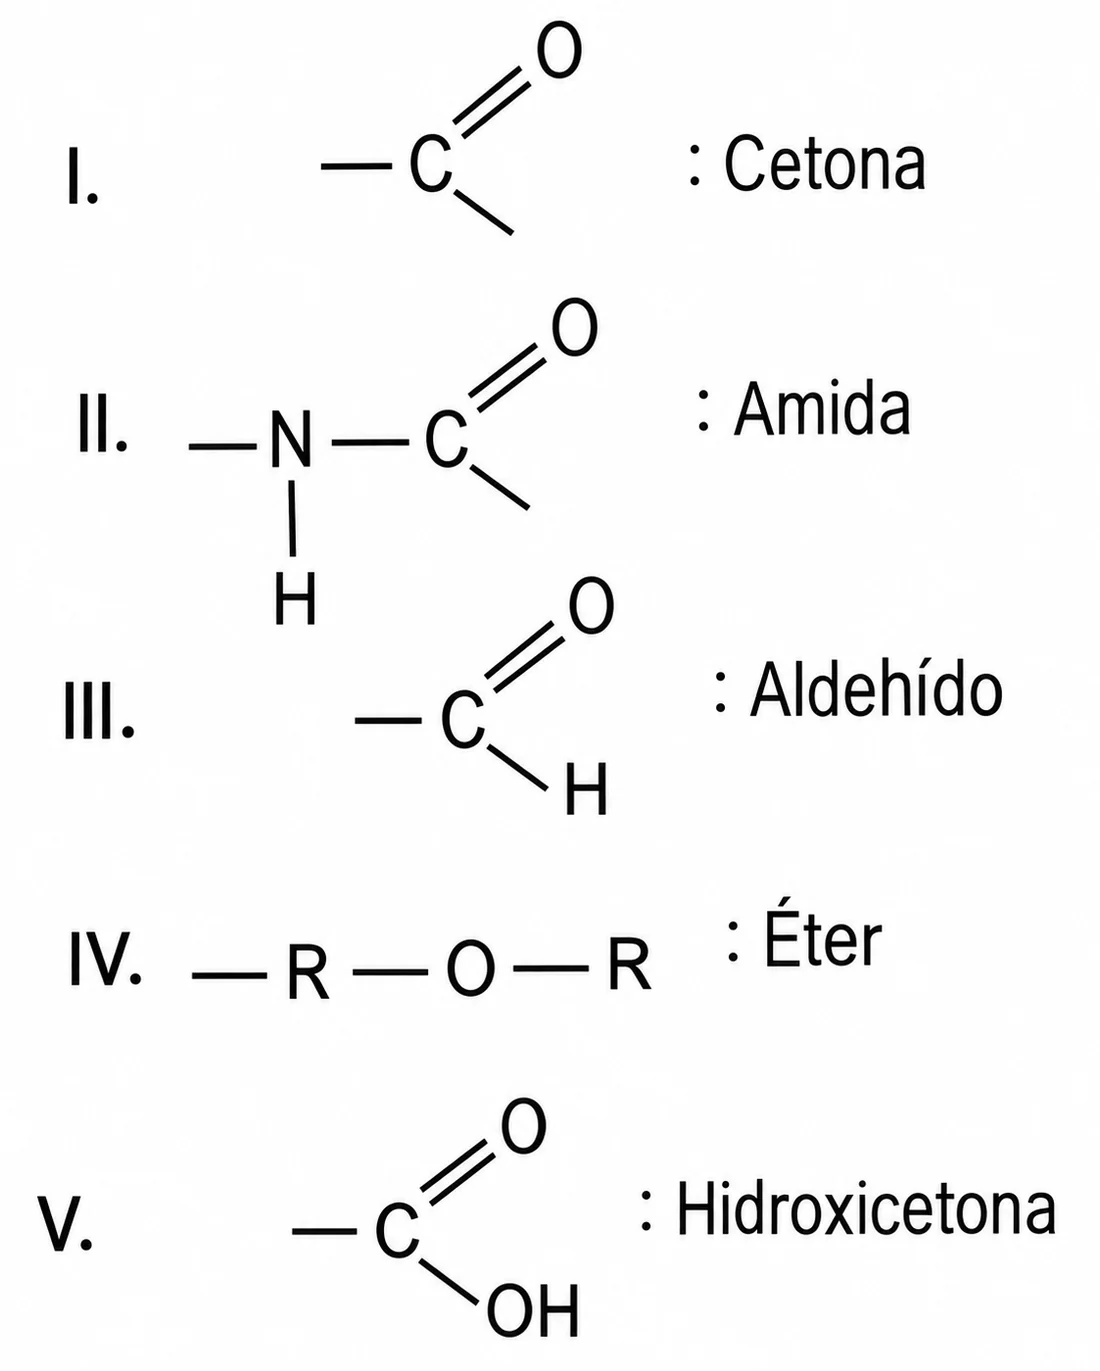 O
I. — C : Cetona
O
II. — N — C : Amida
H
O
III. — C : Aldehído
H
IV. — R — O — R : Éter
O
V. — C : Hidroxicetona
OH